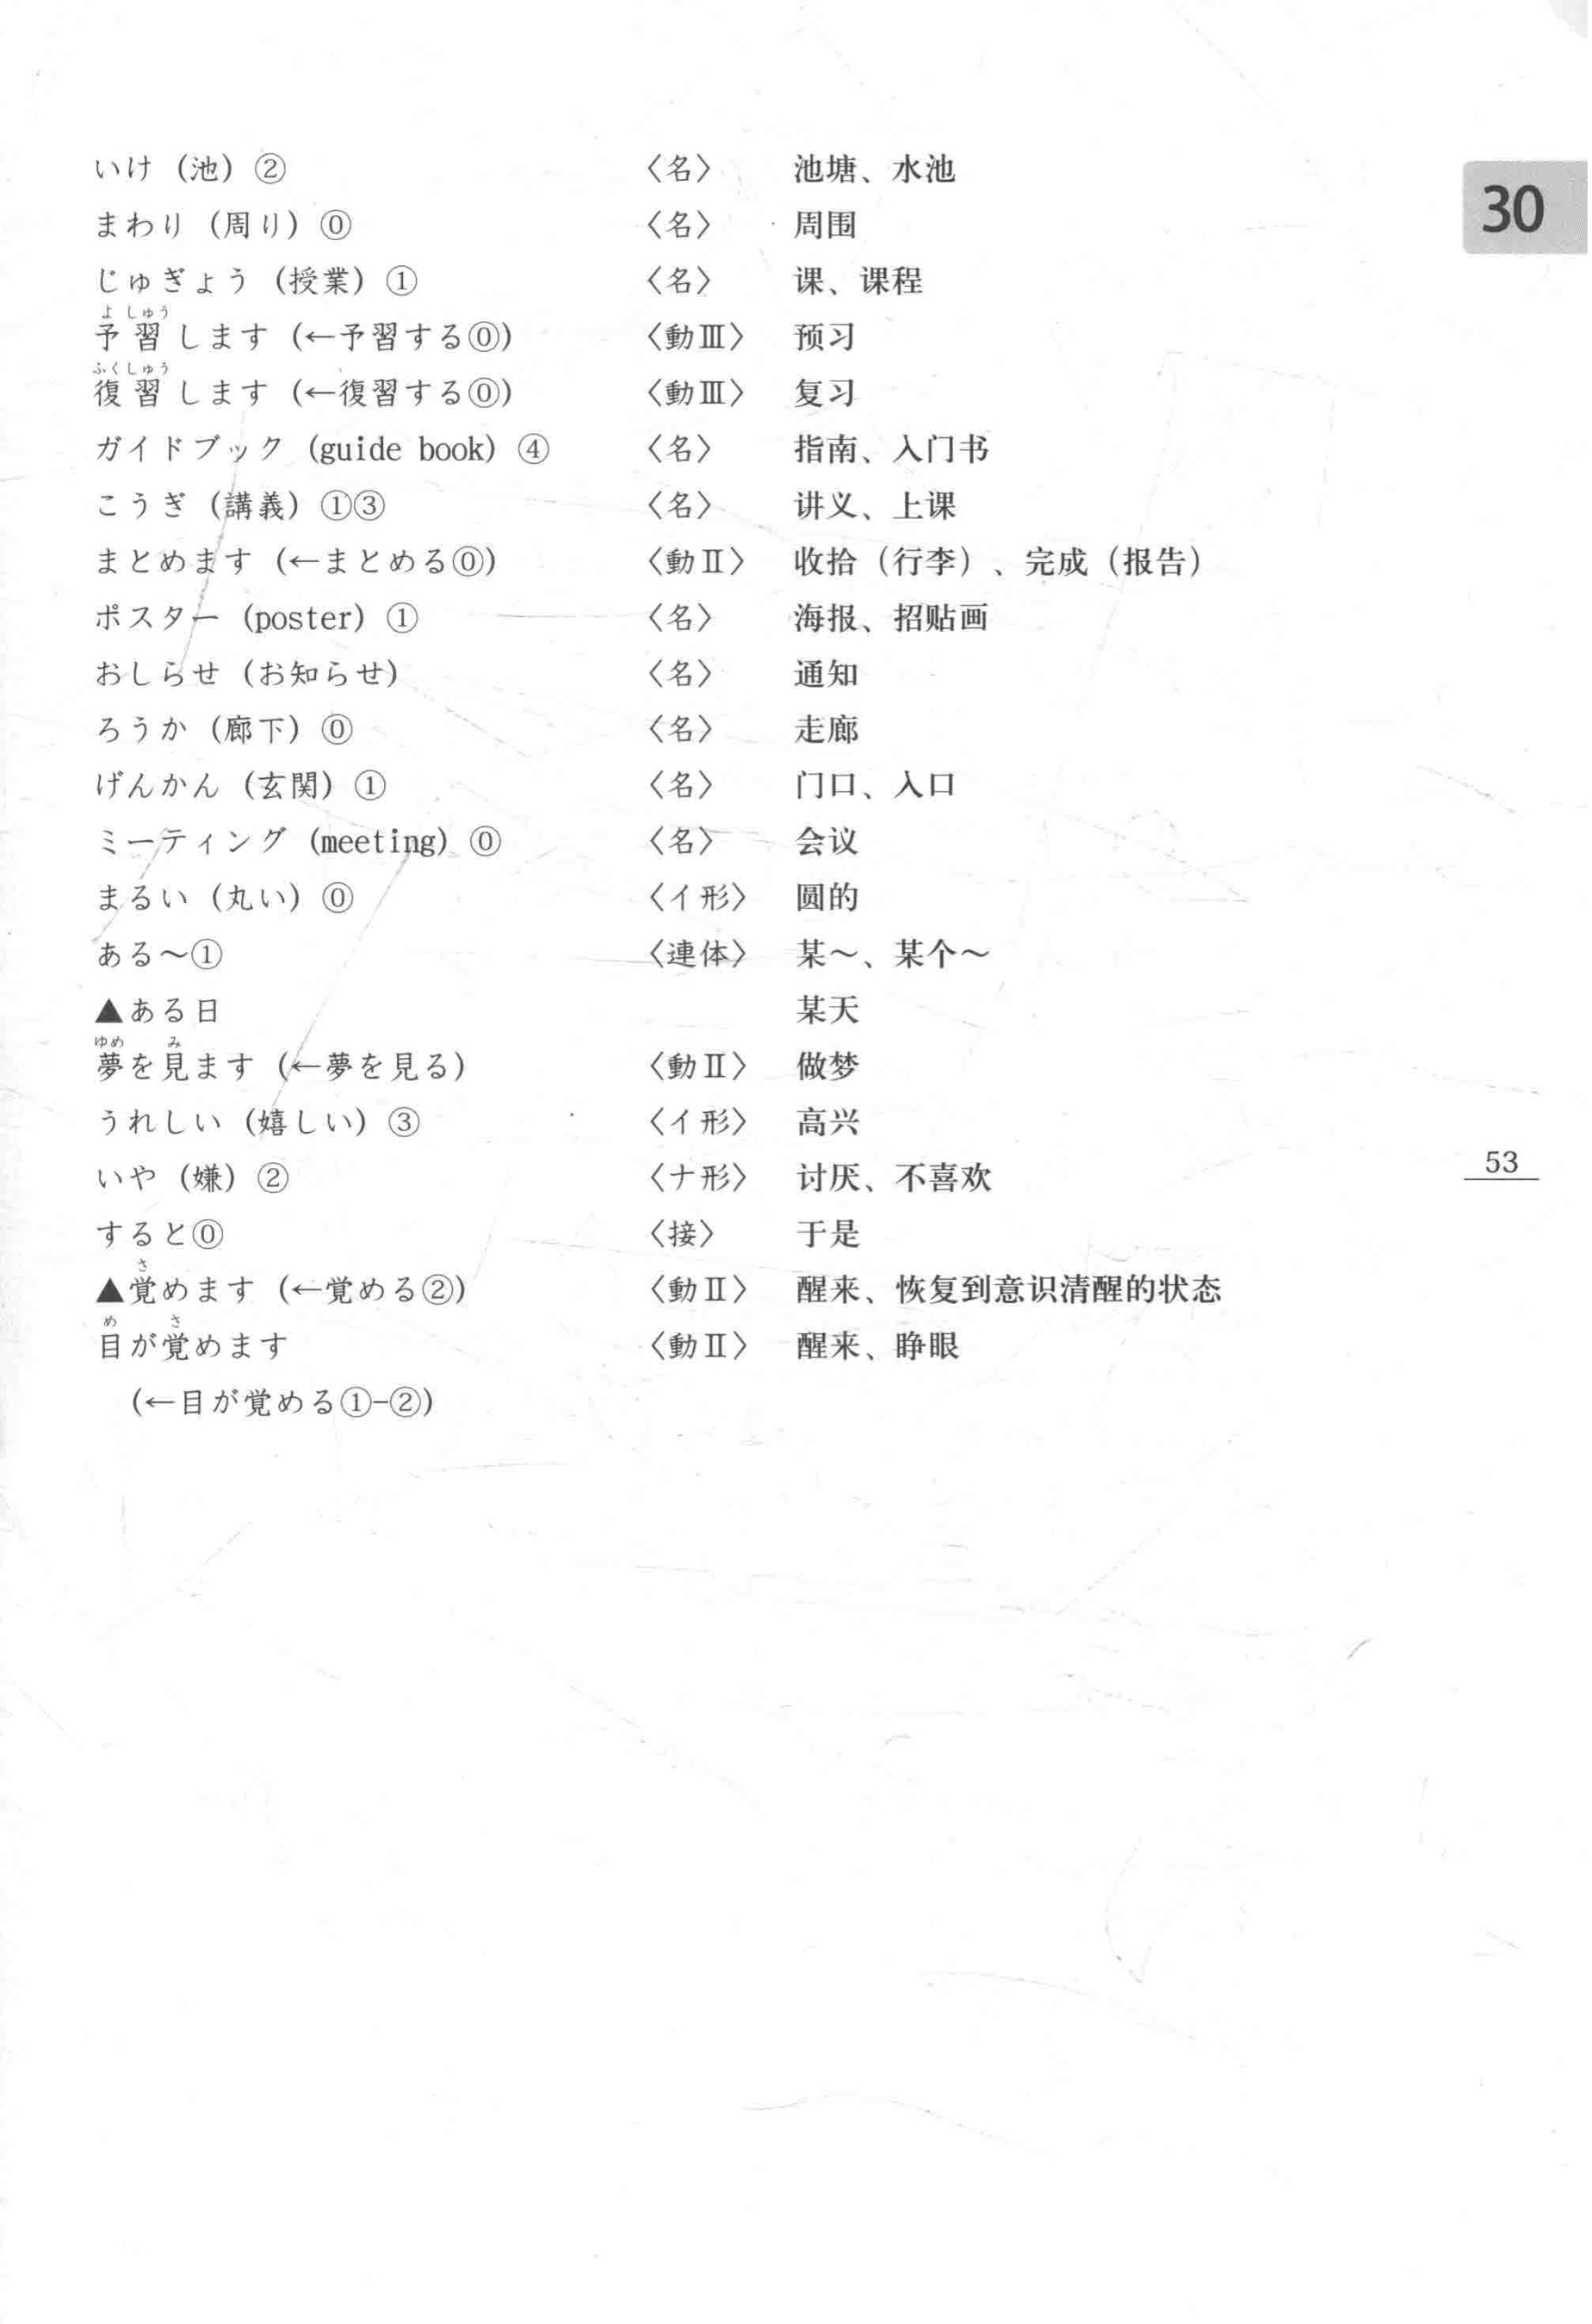 いけ（池）② 〈名〉 池塘、水池
30
まわり（周り）⓪ 〈名〉 周围
じゅぎょう（授業）① 〈名〉 课、课程
よしゅう
予習します（←予習する⓪） 〈動Ⅲ〉 预习
ふくしゅう
復習します（←復習する⓪） 〈動Ⅲ〉 复习
ガイドブック（guide book）④ 〈名〉 指南、入门书
こうぎ（講義）①③ 〈名〉 讲义、上课
まとめます（←まとめる⓪） 〈動Ⅱ〉 收拾（行李）、完成（报告）
ポスター（poster）① 〈名〉 海报、招贴画
おしらせ（お知らせ） 〈名〉 通知
ろうか（廊下）⓪ 〈名〉 走廊
げんかん（玄関）① 〈名〉 门口、入口
ミーティング（meeting）⓪ 〈名〉 会议
まるい（丸い）⓪ 〈イ形〉 圆的
ある～① 〈連体〉 某～、某个～
▲ある日 某天
ゆめ み
夢を見ます（←夢を見る） 〈動Ⅱ〉 做梦
うれしい（嬉しい）③ 〈イ形〉 高兴
いや（嫌）② 〈ナ形〉 讨厌、不喜欢
53
すると⓪ 〈接〉 于是
さ
▲覚めます（←覚める②） 〈動Ⅱ〉 醒来、恢复到意识清醒的状态
め さ
目が覚めます 〈動Ⅱ〉 醒来、睁眼
（←目が覚める①-②）